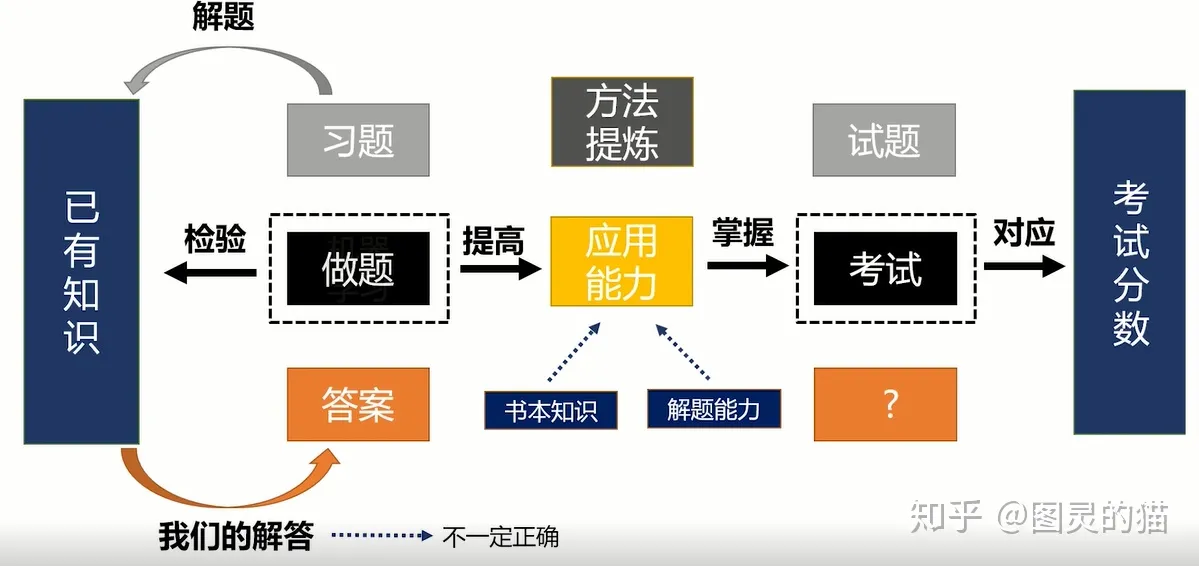 解题
习题
方法
提炼
试题
已
有
知
识
检验
做题
提高
应用
能力
掌握
考试
对应
考
试
分
数
答案
书本知识
解题能力
?
我们的解答
不一定正确
知乎 @图灵的猫